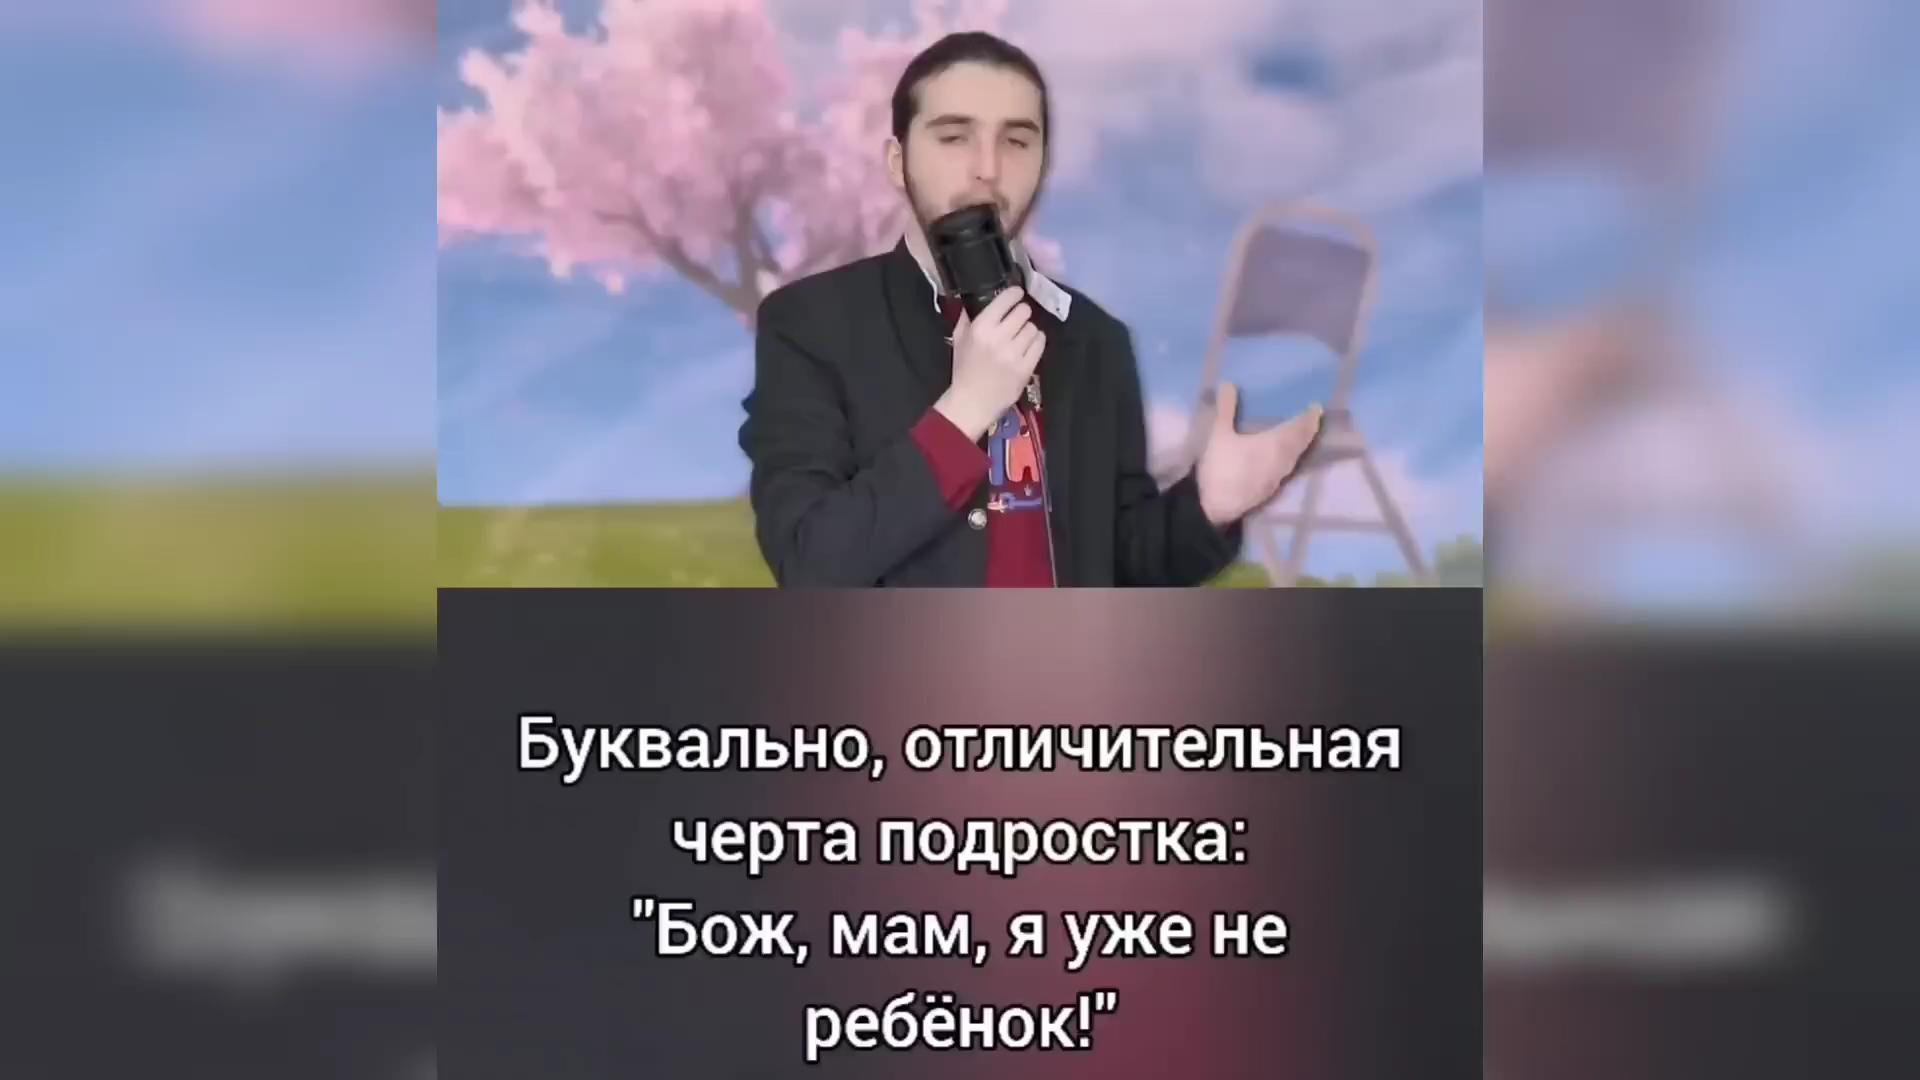 Буквально, отличительная
черта подростка:
"Бож, мам, я уже не
ребёнок!"